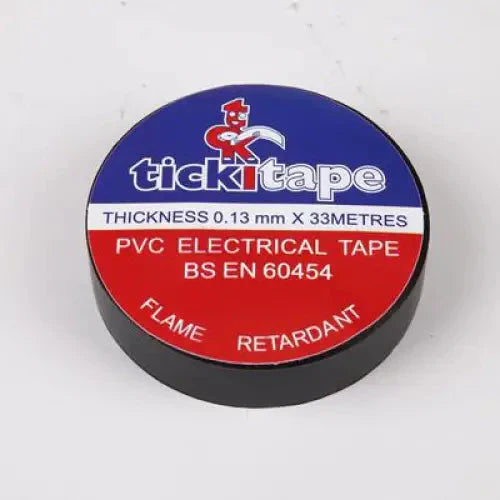 tickitape
THICKNESS 0.13 mm X 33METRES
PVC ELECTRICAL TAPE
BS EN 60454
FLAME RETARDANT